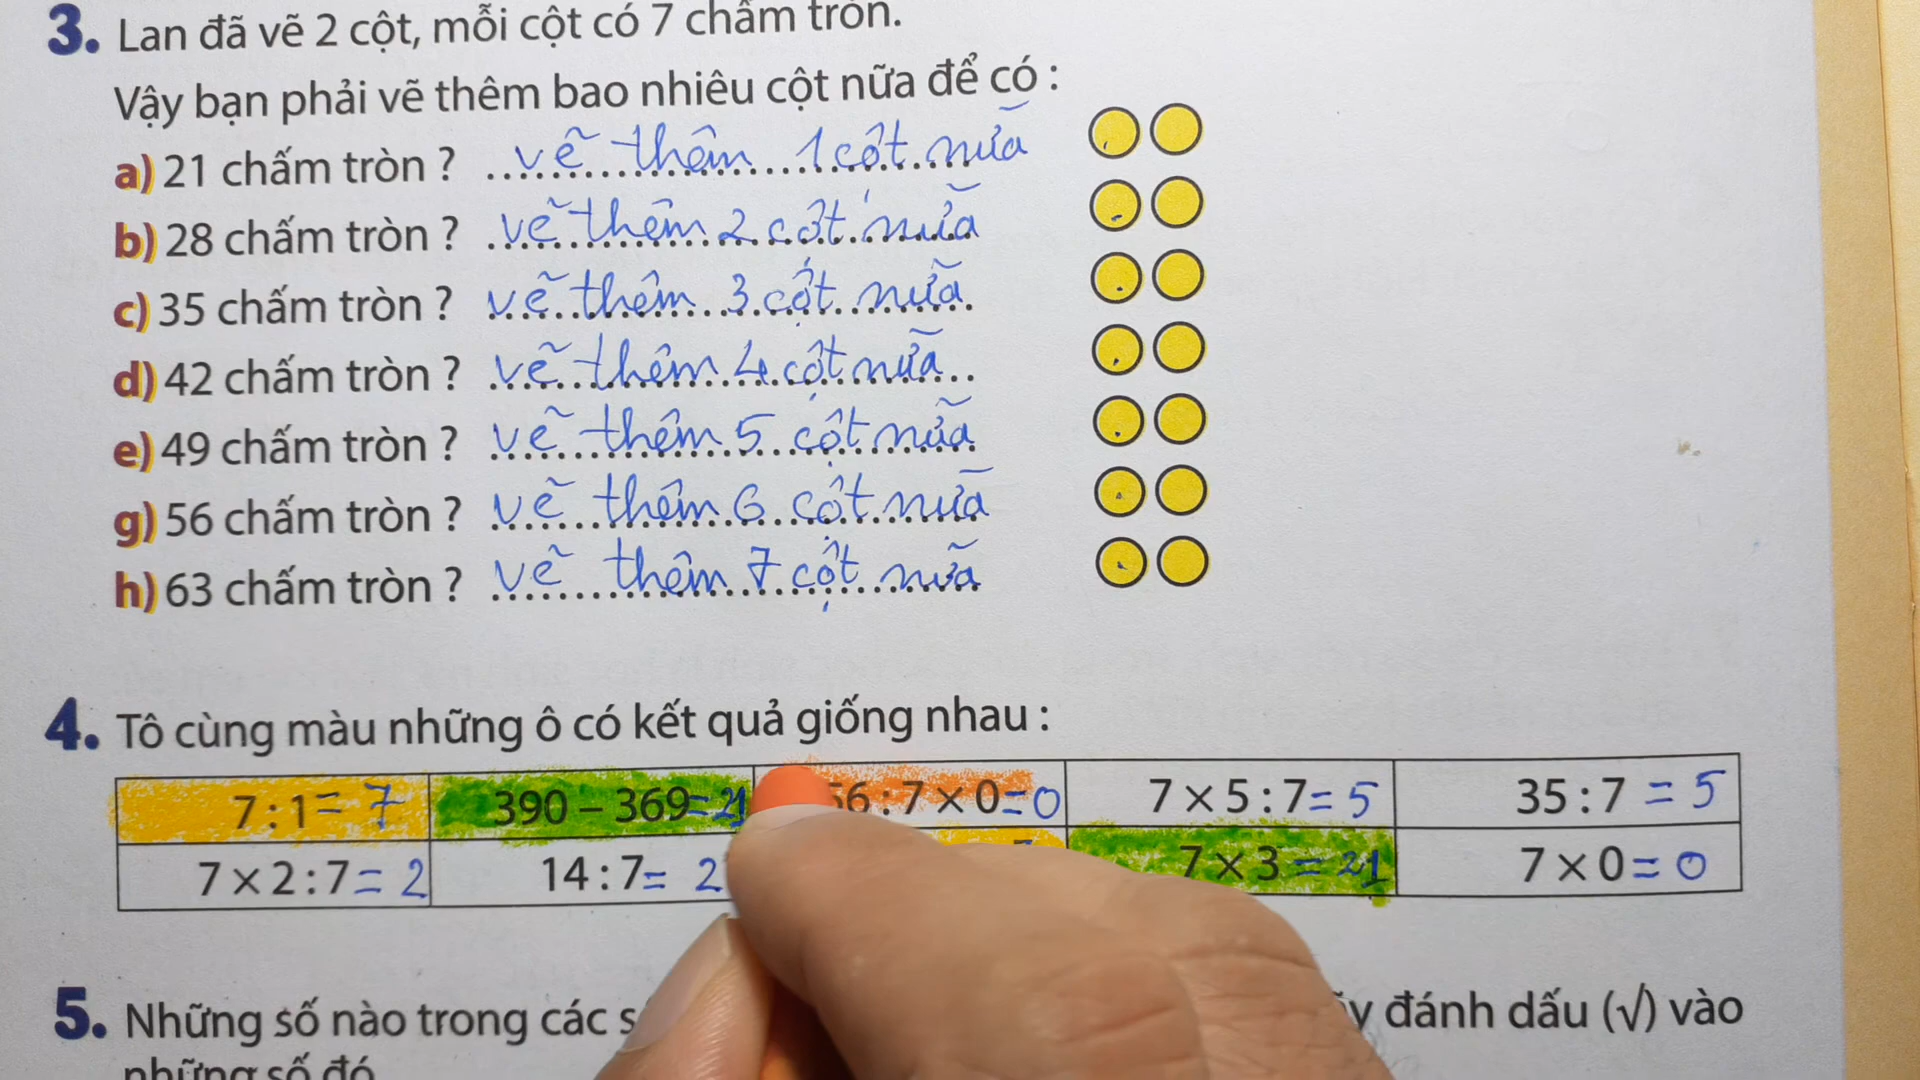 3. Lan đã vẽ 2 cột, mỗi cột có 7 chấm tròn.
Vậy bạn phải vẽ thêm bao nhiêu cột nữa để có :
a) 21 chấm tròn ? vẽ thêm 1 cột nữa
b) 28 chấm tròn ? vẽ thêm 2 cột nữa
c) 35 chấm tròn ? vẽ thêm 3 cột nữa
d) 42 chấm tròn ? vẽ thêm 4 cột nữa
e) 49 chấm tròn ? vẽ thêm 5 cột nữa
g) 56 chấm tròn ? vẽ thêm 6 cột nữa
h) 63 chấm tròn ? vẽ thêm 7 cột nữa
4. Tô cùng màu những ô có kết quả giống nhau :
7 : 1 = 7 390 – 369 = 21 56 : 7 × 0 = 0 7 × 5 : 7 = 5 35 : 7 = 5
7 × 2 : 7 = 2 14 : 7 = 2 7 × 3 = 21 7 × 0 = 0
5. Những số nào trong các đánh dấu (√) vào
những số đó